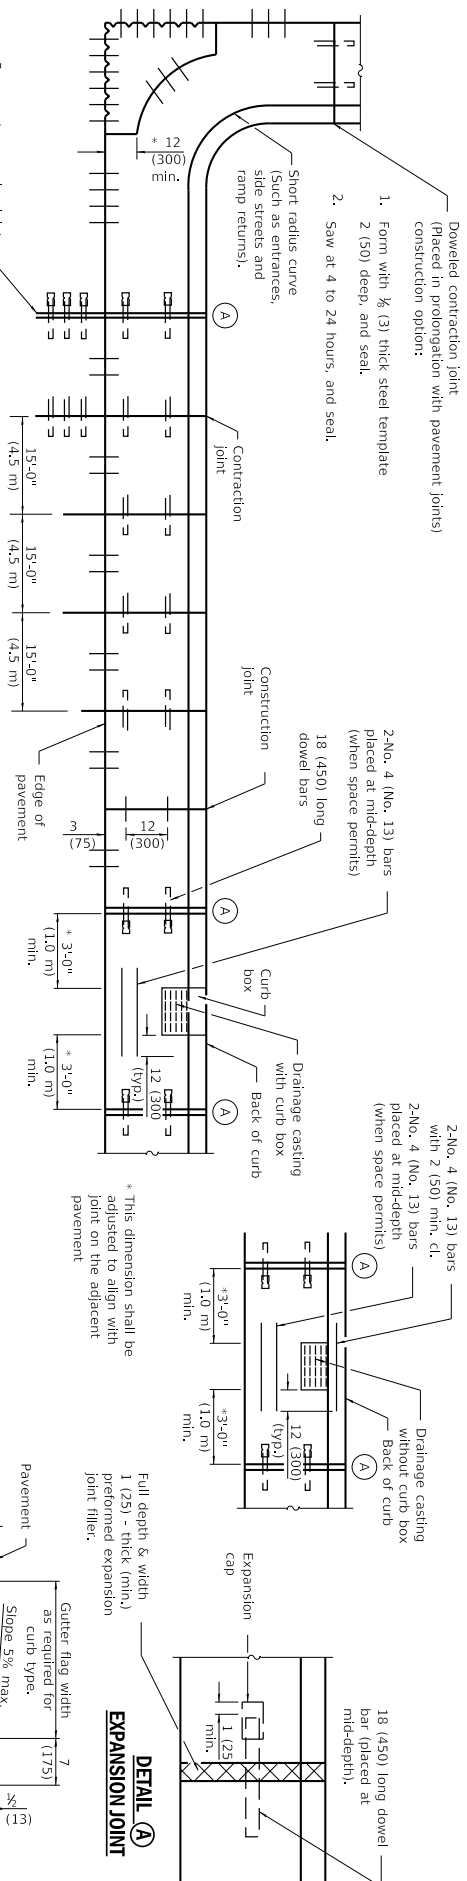 Doweled contraction joint
(Placed in prolongation with pavement joints)
construction option:
1. Form with ⅛ (3) thick steel template
2 (50) deep, and seal.
2. Saw at 4 to 24 hours, and seal.
Short radius curve
(Such as entrances,
side streets and
ramp returns).
* 12
(300)
min.
A
Contraction
joint
15'-0"
(4.5 m)
15'-0"
(4.5 m)
15'-0"
(4.5 m)
Construction
joint
Edge of
pavement
2-No. 4 (No. 13) bars
placed at mid-depth
(when space permits)
18 (450) long
dowel bars
12
(300)
3
(75)
A
* 3'-0"
(1.0 m)
min.
Curb
box
Drainage casting
with curb box
Back of curb
12 (300
(typ.)
* 3'-0"
(1.0 m)
min.
A
* This dimension shall be
adjusted to align with
joint on the adjacent
pavement
2-No. 4 (No. 13) bars
with 2 (50) min. cl.
2-No. 4 (No. 13) bars
placed at mid-depth
(when space permits)
A
*3'-0"
(1.0 m)
min.
Drainage casting
without curb box
Back of curb
12 (300)
(typ.)
*3'-0"
(1.0 m)
min.
A
18 (450) long dowel
bar (placed at
mid-depth).
Expansion
cap
1 (25
min.
Full depth & width
1 (25) - thick (min.)
preformed expansion
joint filler.
DETAIL A
EXPANSION JOINT
Pavement
Gutter flag width
as required for
curb type.
Slope 5% max.
7
(175)
½
(13)